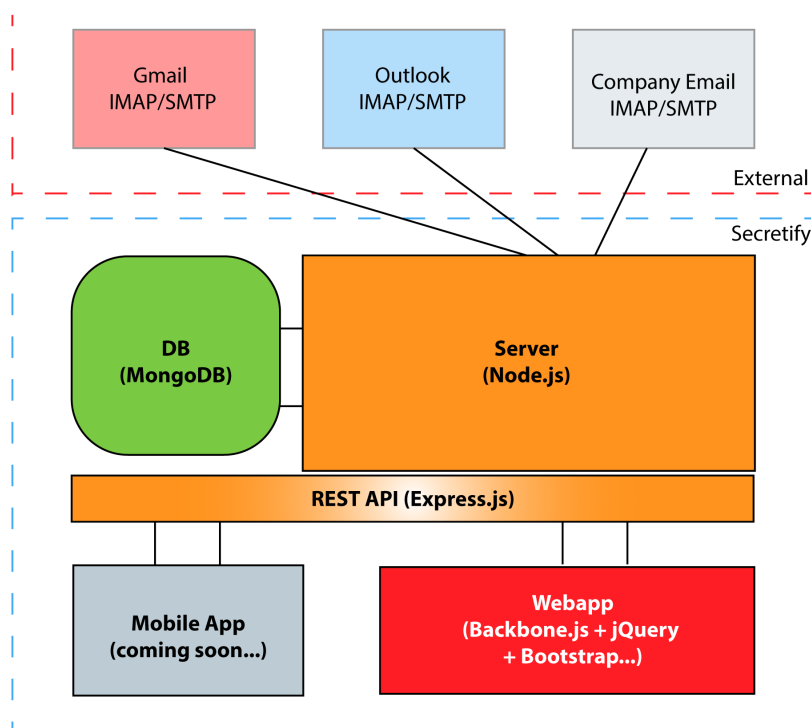 Gmail
IMAP/SMTP
Outlook
IMAP/SMTP
Company Email
IMAP/SMTP
External
Secretify
DB
(MongoDB)
Server
(Node.js)
REST API (Express.js)
Mobile App
(coming soon...)
Webapp
(Backbone.js + jQuery
+ Bootstrap...)